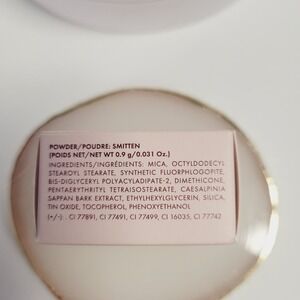 POWDER/POUDRE: SMITTEN
(POIDS NET/NET WT 0.9 g/0.031 Oz.)
INGREDIENTS/INGRÉDIENTS: MICA, OCTYLDODECYL
STEAROYL STEARATE, SYNTHETIC FLUORPHLOGOPITE,
BIS-DIGLYCERYL POLYACYLADIPATE-2, DIMETHICONE,
PENTAERYTHRITYL TETRAISOSTEARATE, CAESALPINIA
SAPPAN BARK EXTRACT, ETHYLHEXYLGLYCERIN, SILICA,
TIN OXIDE, TOCOPHEROL, PHENOXYETHANOL
(+/-) : CI 77891, CI 77491, CI 77499, CI 16035, CI 77742